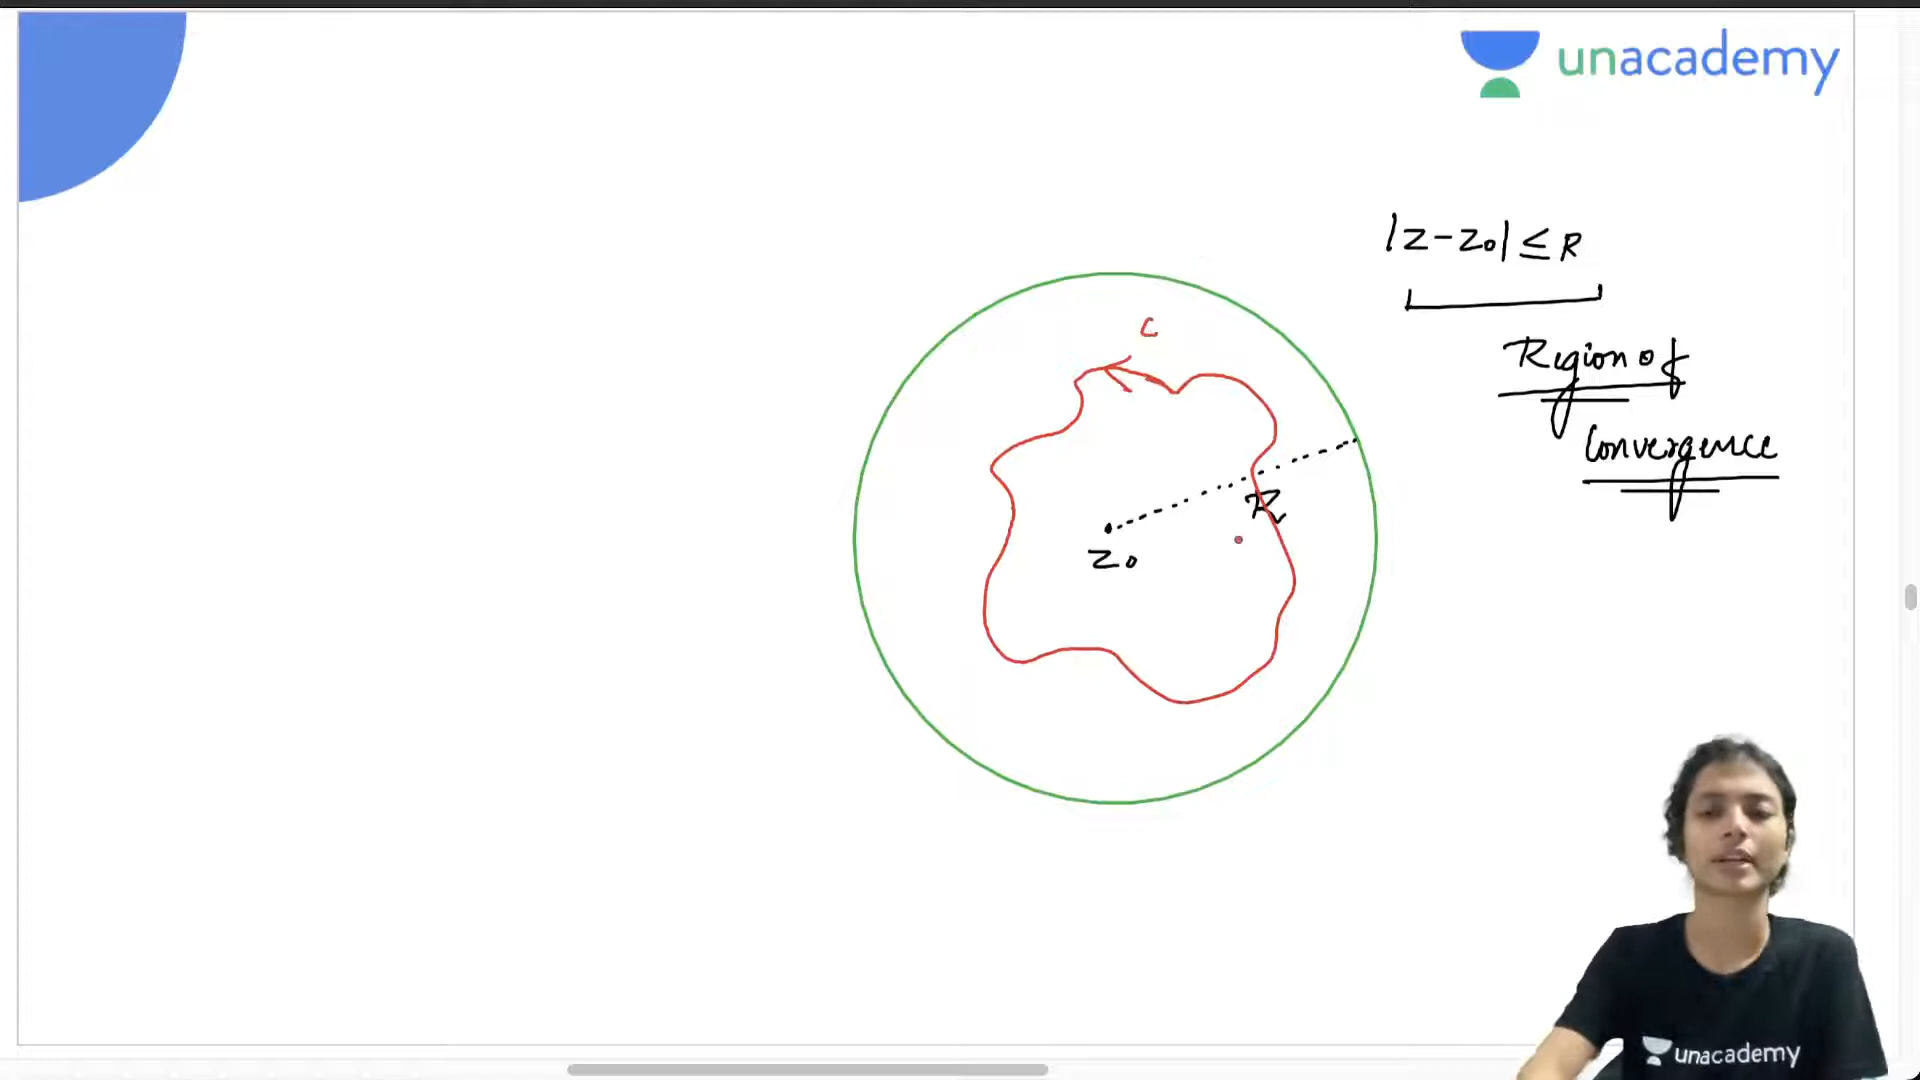 unacademy
|z-z₀| ≤ R
Region of
Convergence
C
R
z₀
unacademy